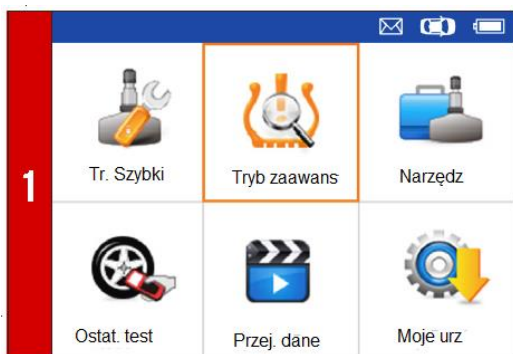 1
Tr. Szybki
Tryb zaawans
Narzędz
Ostat. test
Przej. dane
Moje urz